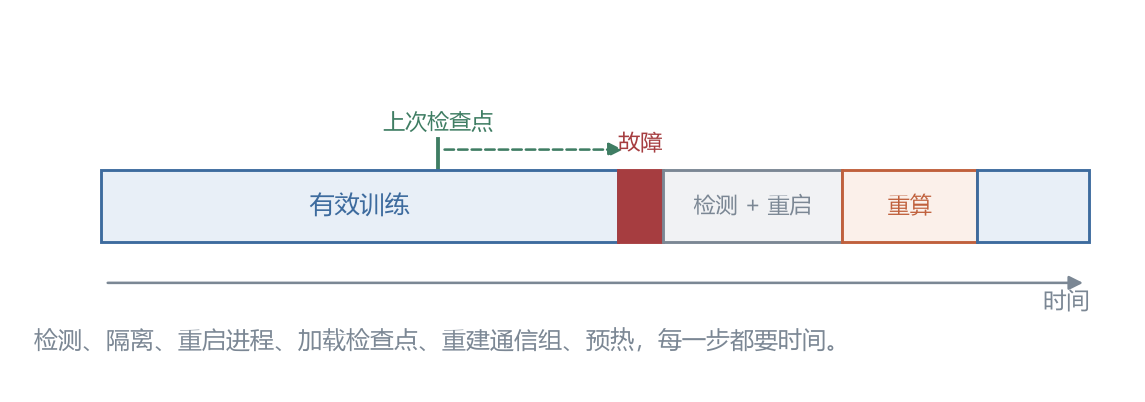 上次检查点
故障
有效训练
检测 + 重启
重算
时间
检测、隔离、重启进程、加载检查点、重建通信组、预热，每一步都要时间。